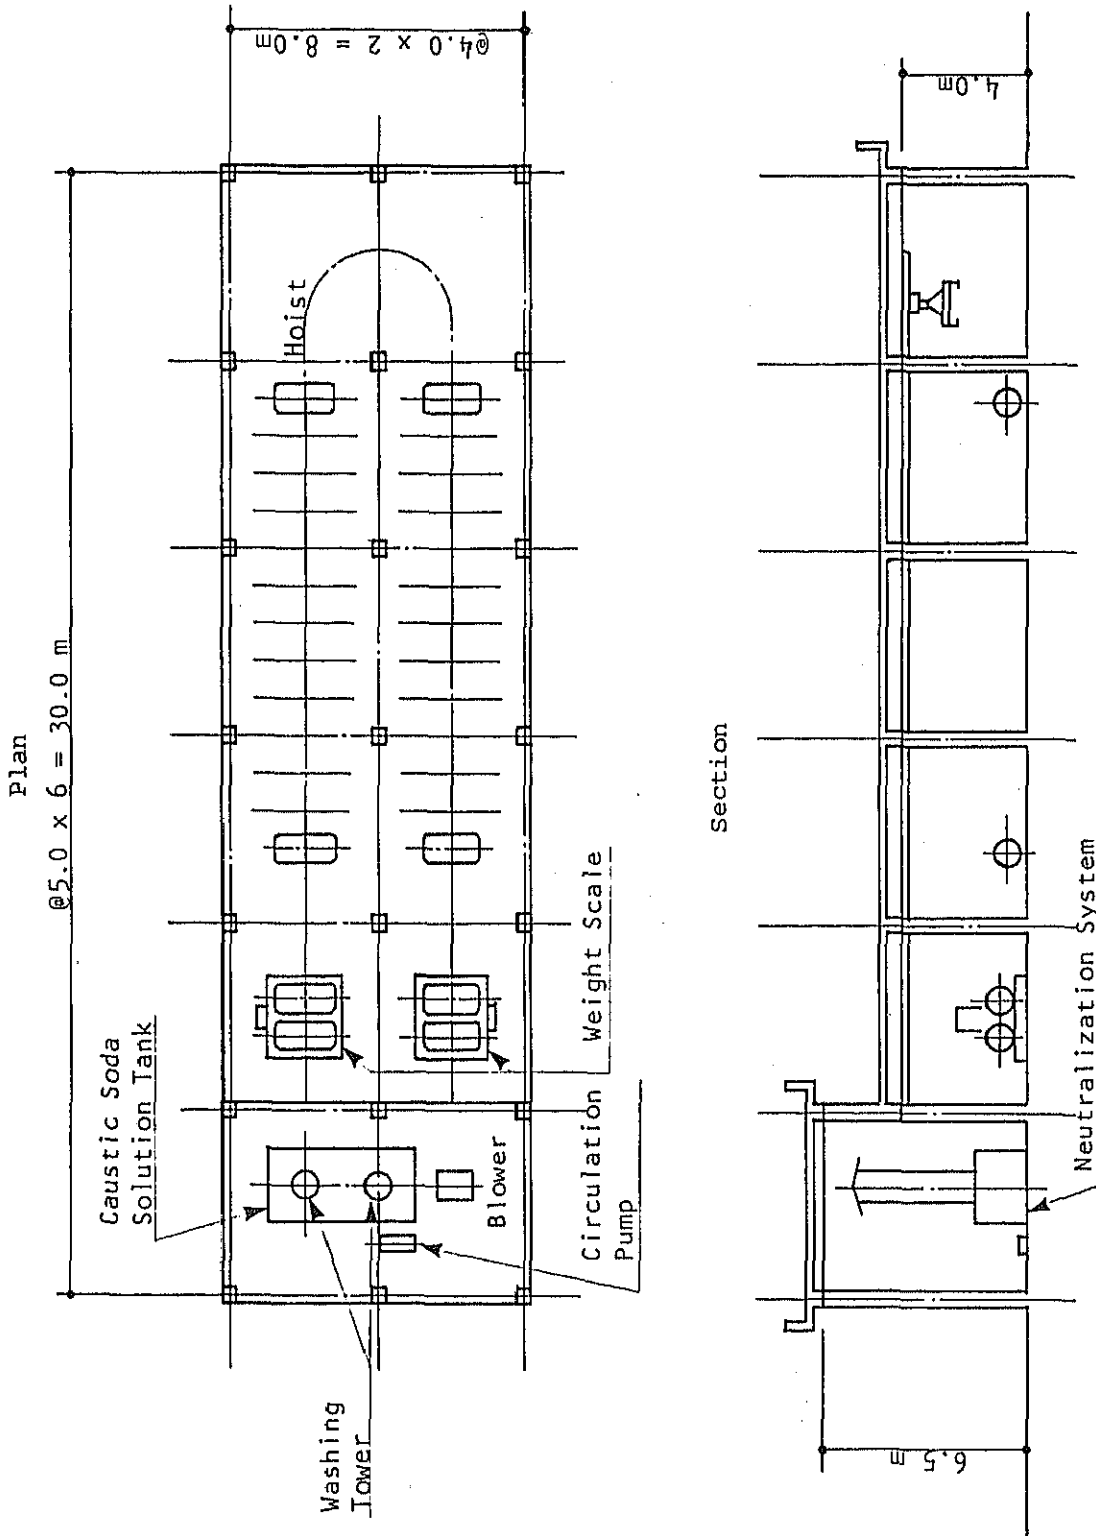 Plan
@5.0 x 6 = 30.0 m
@4.0 x 2 = 8.0m
Hoist
Caustic Soda
Solution Tank
Washing
Tower
Blower
Circulation
Pump
Weight Scale
Section
4.0m
6.5 m
Neutralization System